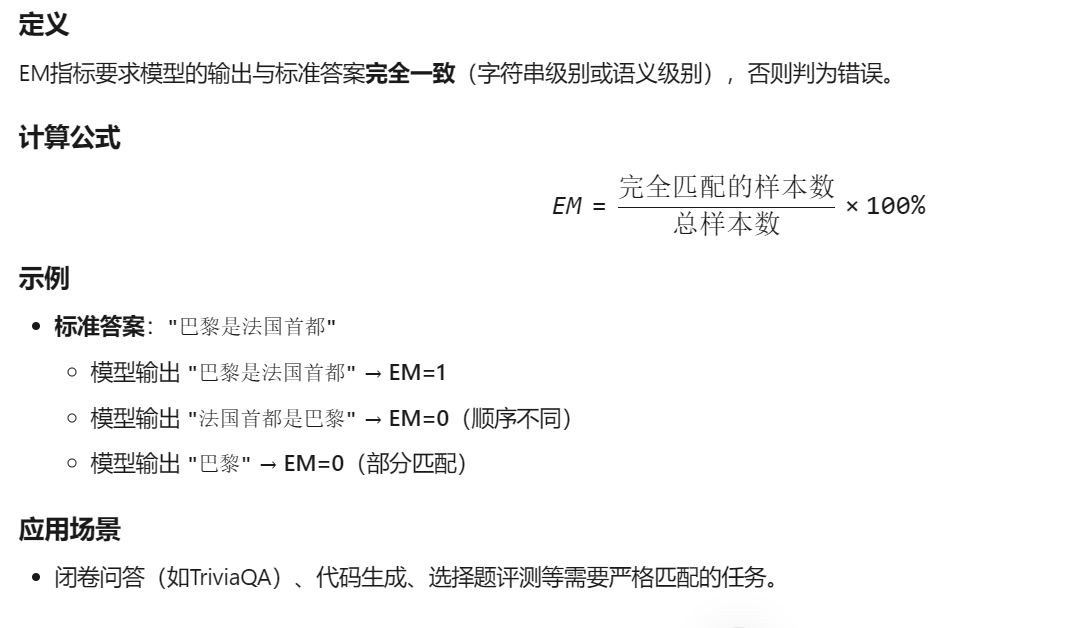 定义
EM指标要求模型的输出与标准答案完全一致（字符串级别或语义级别），否则判为错误。
计算公式
EM = 完全匹配的样本数 / 总样本数 × 100%
示例
• 标准答案："巴黎是法国首都"
○ 模型输出 "巴黎是法国首都" → EM=1
○ 模型输出 "法国首都是巴黎" → EM=0（顺序不同）
○ 模型输出 "巴黎" → EM=0（部分匹配）
应用场景
• 闭卷问答（如TriviaQA）、代码生成、选择题评测等需要严格匹配的任务。